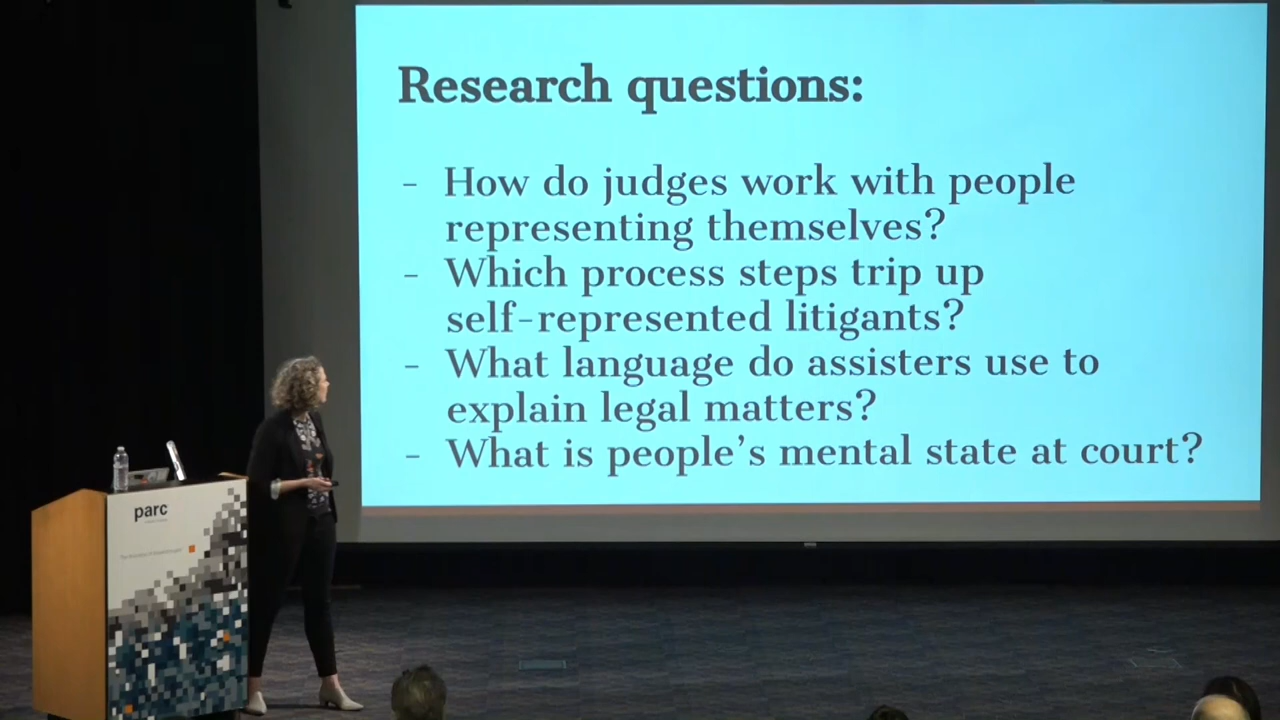 Research questions:
- How do judges work with people
representing themselves?
- Which process steps trip up
self-represented litigants?
- What language do assisters use to
explain legal matters?
- What is people's mental state at court?
parc